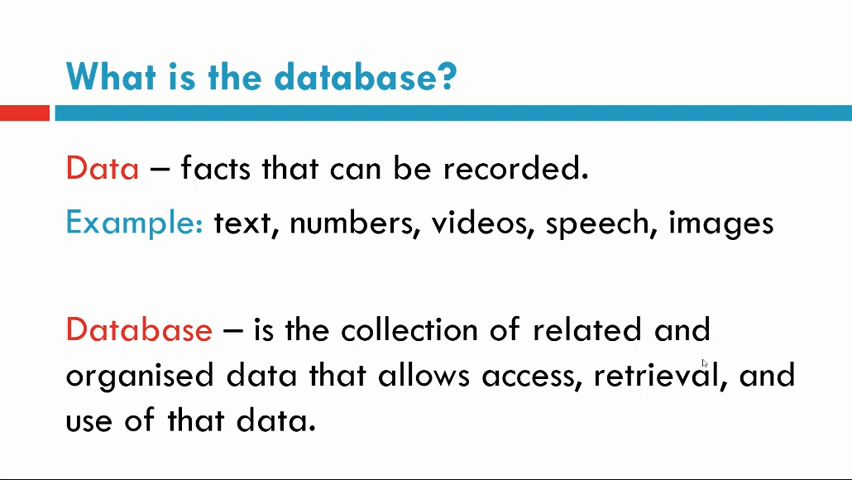 What is the database?
Data – facts that can be recorded.
Example: text, numbers, videos, speech, images
Database – is the collection of related and
organised data that allows access, retrieval, and
use of that data.